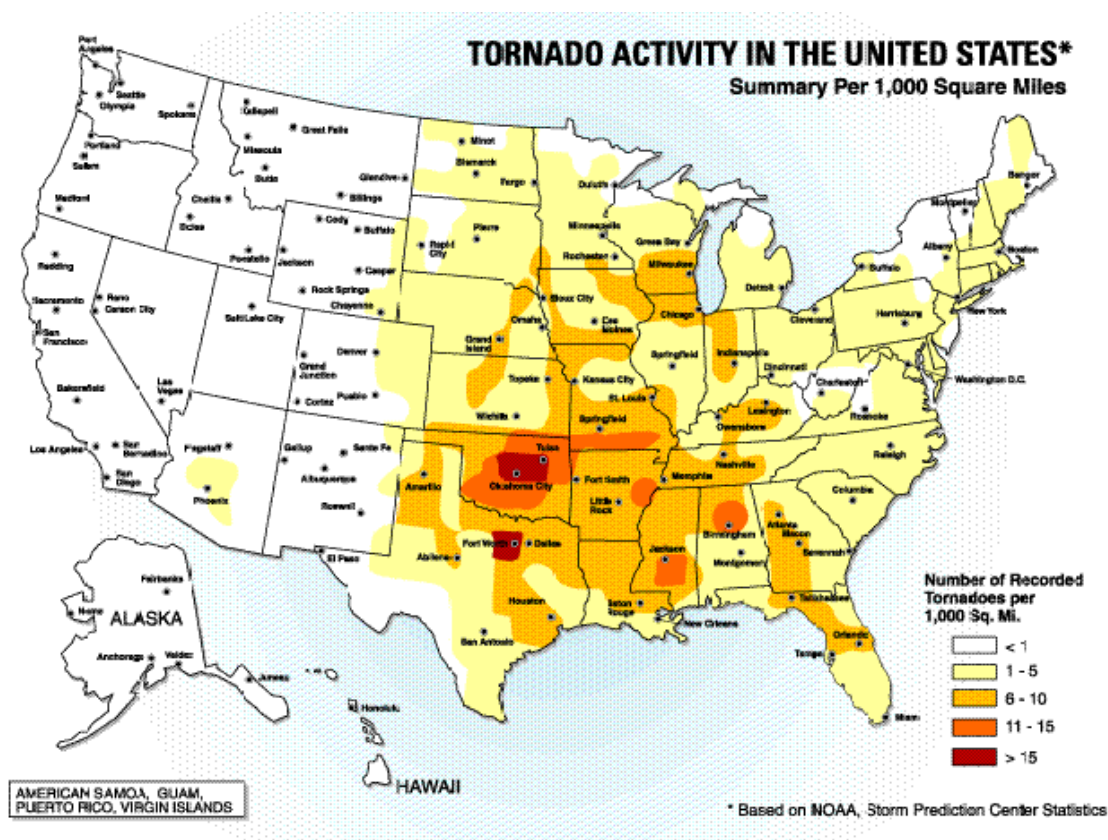 TORNADO ACTIVITY IN THE UNITED STATES*
Summary Per 1,000 Square Miles
Port
Angeles
Seattle
Olympia
Spokane
Kalispell
Great Falls
Missoula
Butte
Glendive
Billings
Minot
Bismarck
Fargo
Duluth
Bangor
Portland
Salem
Medford
Challis
Boise
Pocatello
Jackson
Cody
Buffalo
Casper
Rock Springs
Cheyenne
Rapid
City
Pierre
Minneapolis
Rochester
Green Bay
Milwaukee
Montpelier
Albany
Boston
Buffalo
Detroit
Redding
Reno
Carson City
Sacramento
San
Francisco
Salt Lake City
Sioux City
Omaha
Des
Moines
Chicago
Cleveland
Harrisburg
New York
Grand
Island
Denver
Grand
Junction
Cortez
Pueblo
Topeka
Kansas City
Springfield
Indianapolis
Cincinnati
Charleston
Washington D.C.
Roanoke
Bakersfield
Las
Vegas
Wichita
St. Louis
Springfield
Lexington
Owensboro
Los Angeles
San
Bernadino
San
Diego
Flagstaff
Phoenix
Gallup
Santa Fe
Albuquerque
Roswell
Amarillo
Tulsa
Oklahoma City
Fort Smith
Little
Rock
Memphis
Nashville
Raleigh
Columbia
El Paso
Abilene
Fort Worth
Dallas
Jackson
Birmingham
Montgomery
Atlanta
Macon
Savannah
Houston
San Antonio
Baton
Rouge
New Orleans
Tallahassee
Orlando
Tampa
Miami
Fairbanks
Nome
ALASKA
Anchorage
Valdez
Juneau
Honolulu
HAWAII
Number of Recorded
Tornadoes per
1,000 Sq. Mi.
< 1
1 - 5
6 - 10
11 - 15
> 15
AMERICAN SAMOA, GUAM,
PUERTO RICO, VIRGIN ISLANDS
* Based on NOAA, Storm Prediction Center Statistics